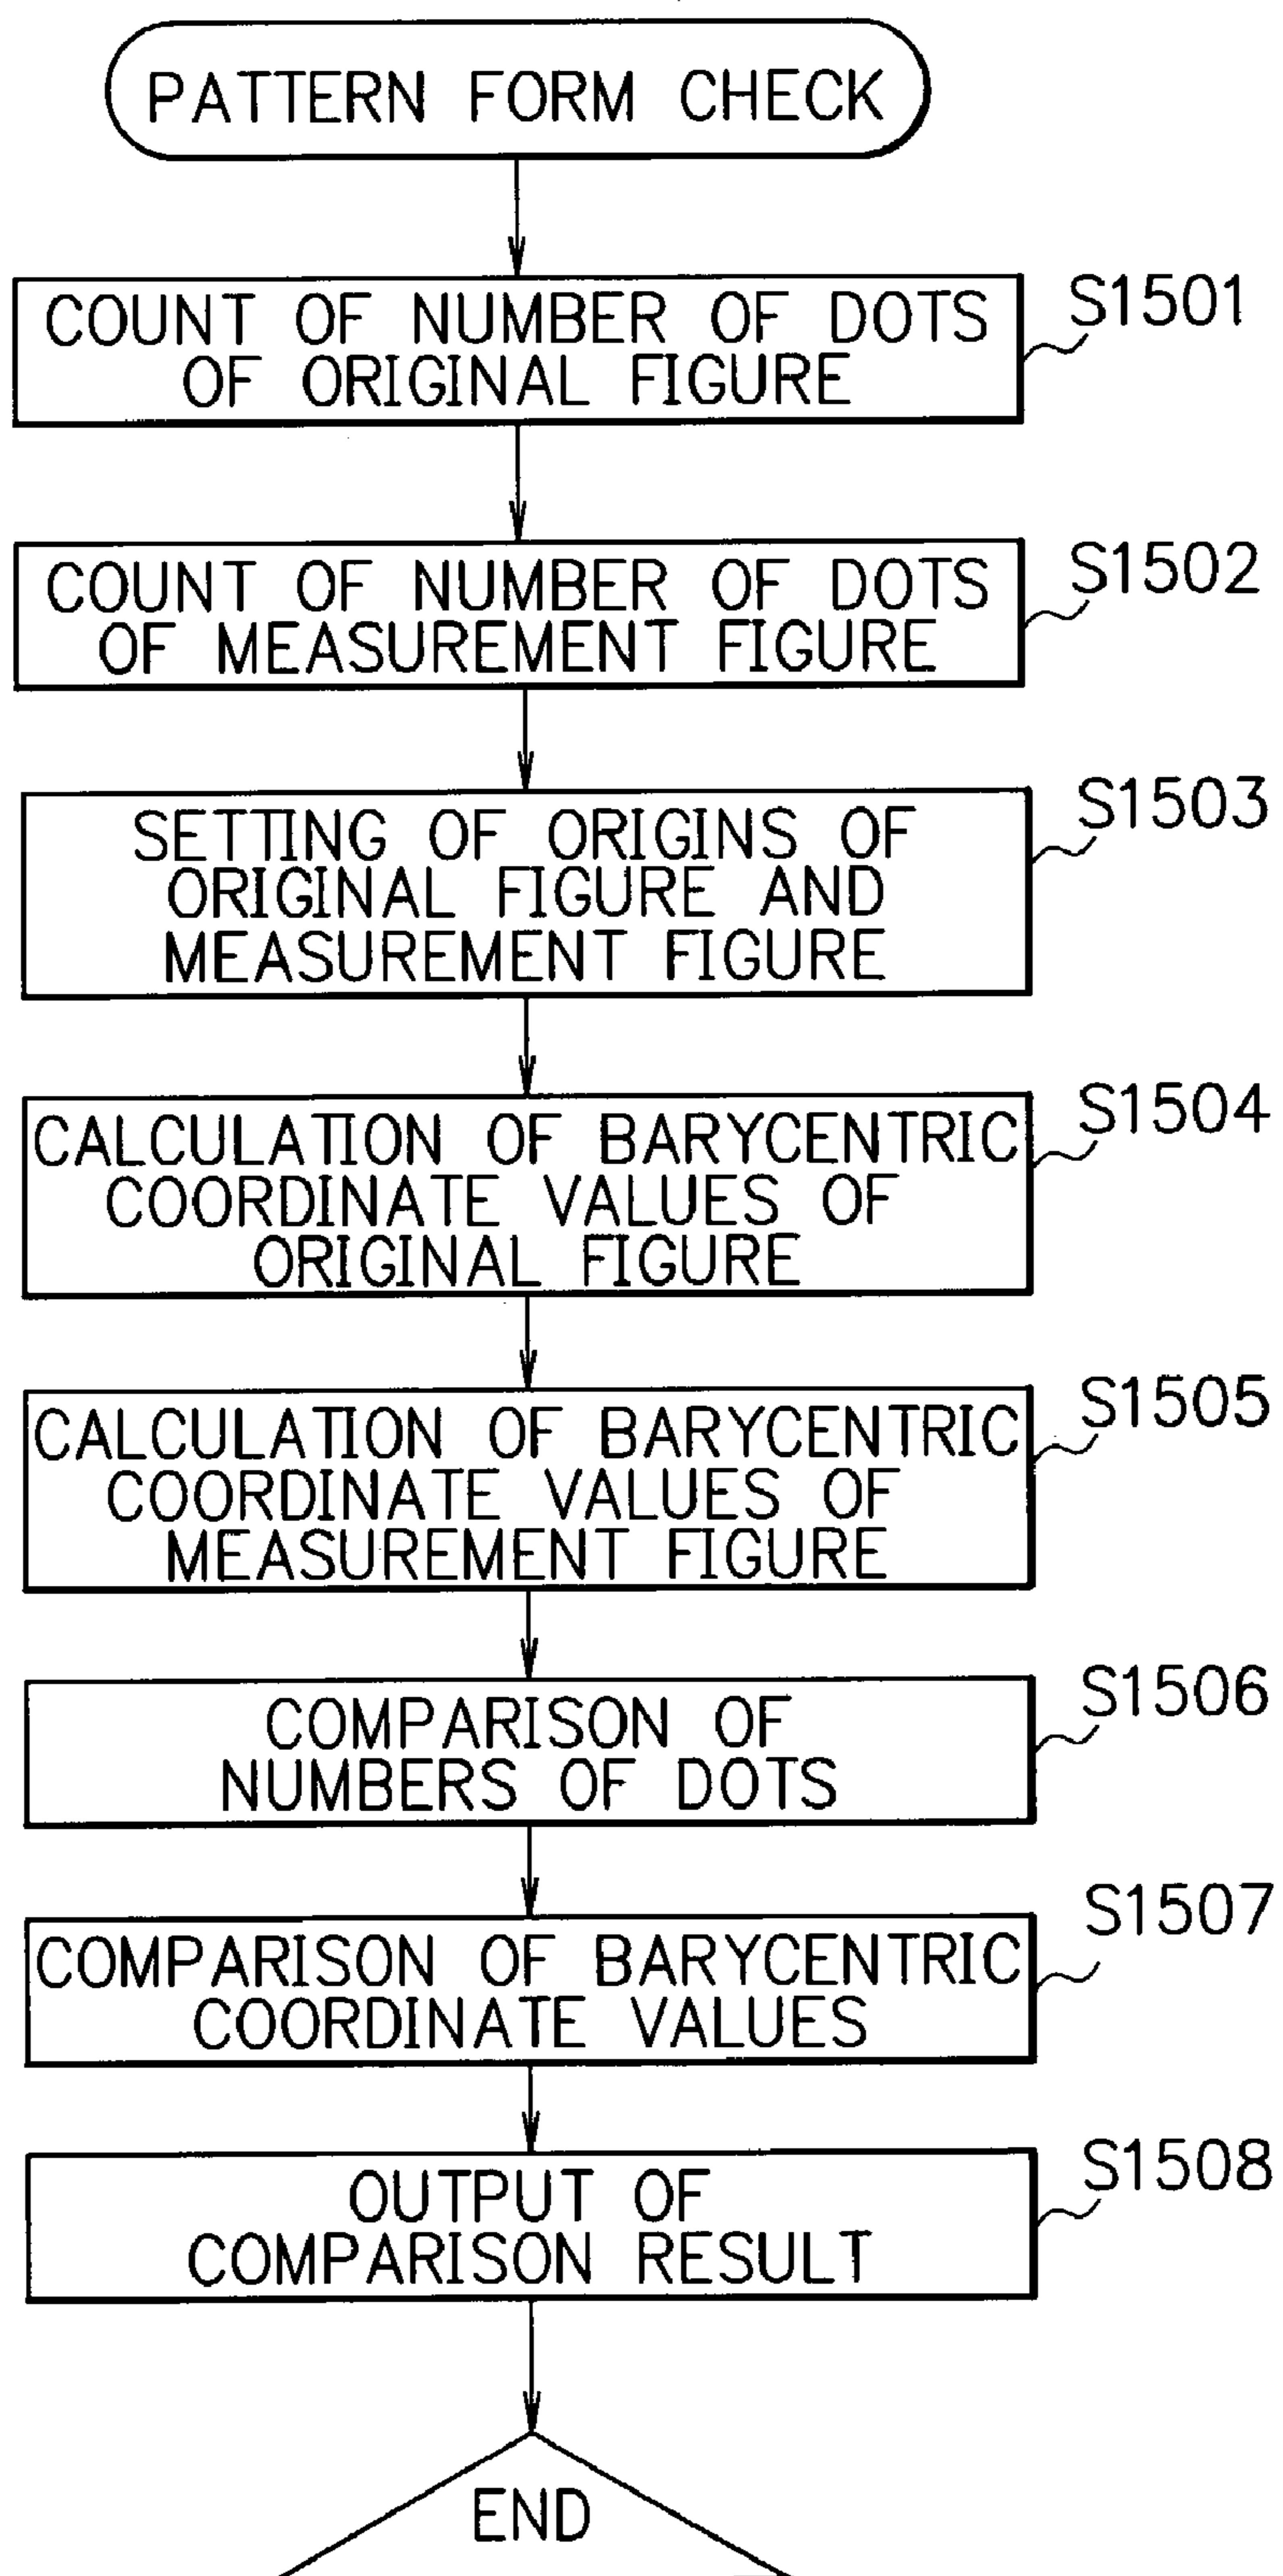 PATTERN FORM CHECK
COUNT OF NUMBER OF DOTS
OF ORIGINAL FIGURE
S1501
COUNT OF NUMBER OF DOTS
OF MEASUREMENT FIGURE
S1502
SETTING OF ORIGINS OF
ORIGINAL FIGURE AND
MEASUREMENT FIGURE
S1503
CALCULATION OF BARYCENTRIC
COORDINATE VALUES OF
ORIGINAL FIGURE
S1504
CALCULATION OF BARYCENTRIC
COORDINATE VALUES OF
MEASUREMENT FIGURE
S1505
COMPARISON OF
NUMBERS OF DOTS
S1506
COMPARISON OF BARYCENTRIC
COORDINATE VALUES
S1507
OUTPUT OF
COMPARISON RESULT
S1508
END